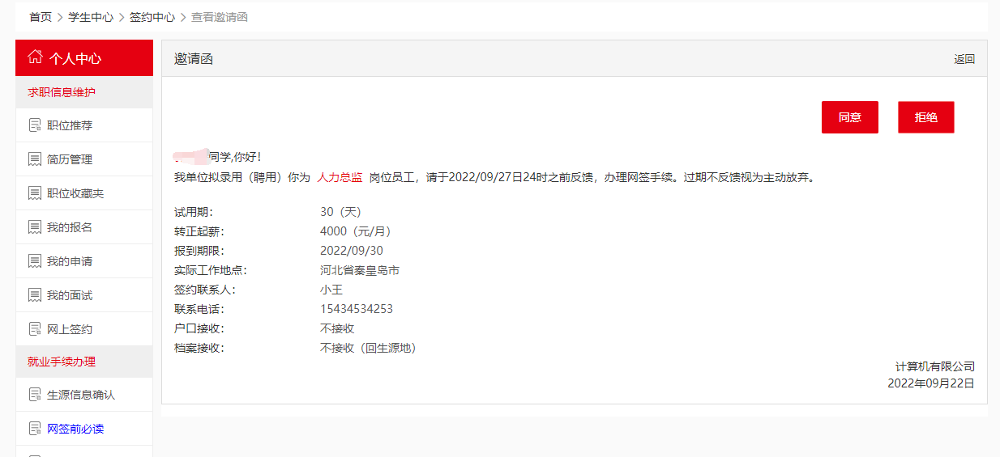 首页 > 学生中心 > 签约中心 > 查看邀请函
个人中心
求职信息维护
职位推荐
简历管理
职位收藏夹
我的报名
我的申请
我的面试
网上签约
就业手续办理
生源信息确认
网签前必读
邀请函
返回
同意
拒绝
同学,你好！
我单位拟录用（聘用）你为 人力总监 岗位员工，请于2022/09/27日24时之前反馈，办理网签手续。过期不反馈视为主动放弃。
试用期： 30（天）
转正起薪： 4000（元/月）
报到期限： 2022/09/30
实际工作地点： 河北省秦皇岛市
签约联系人： 小王
联系电话： 15434534253
户口接收： 不接收
档案接收： 不接收（回生源地）
计算机有限公司
2022年09月22日